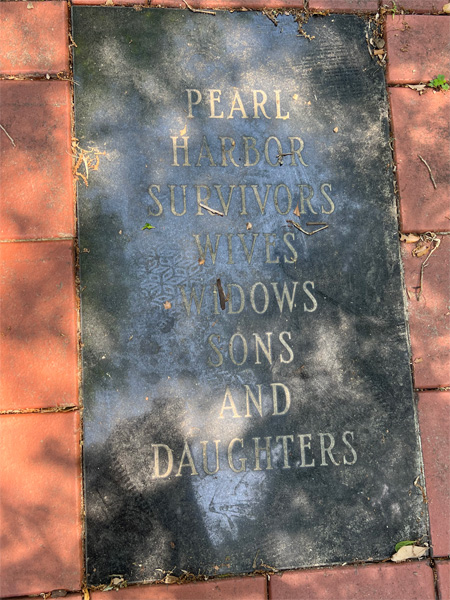 PEARL
HARBOR
SURVIVORS
WIVES
WIDOWS
SONS
AND
DAUGHTERS